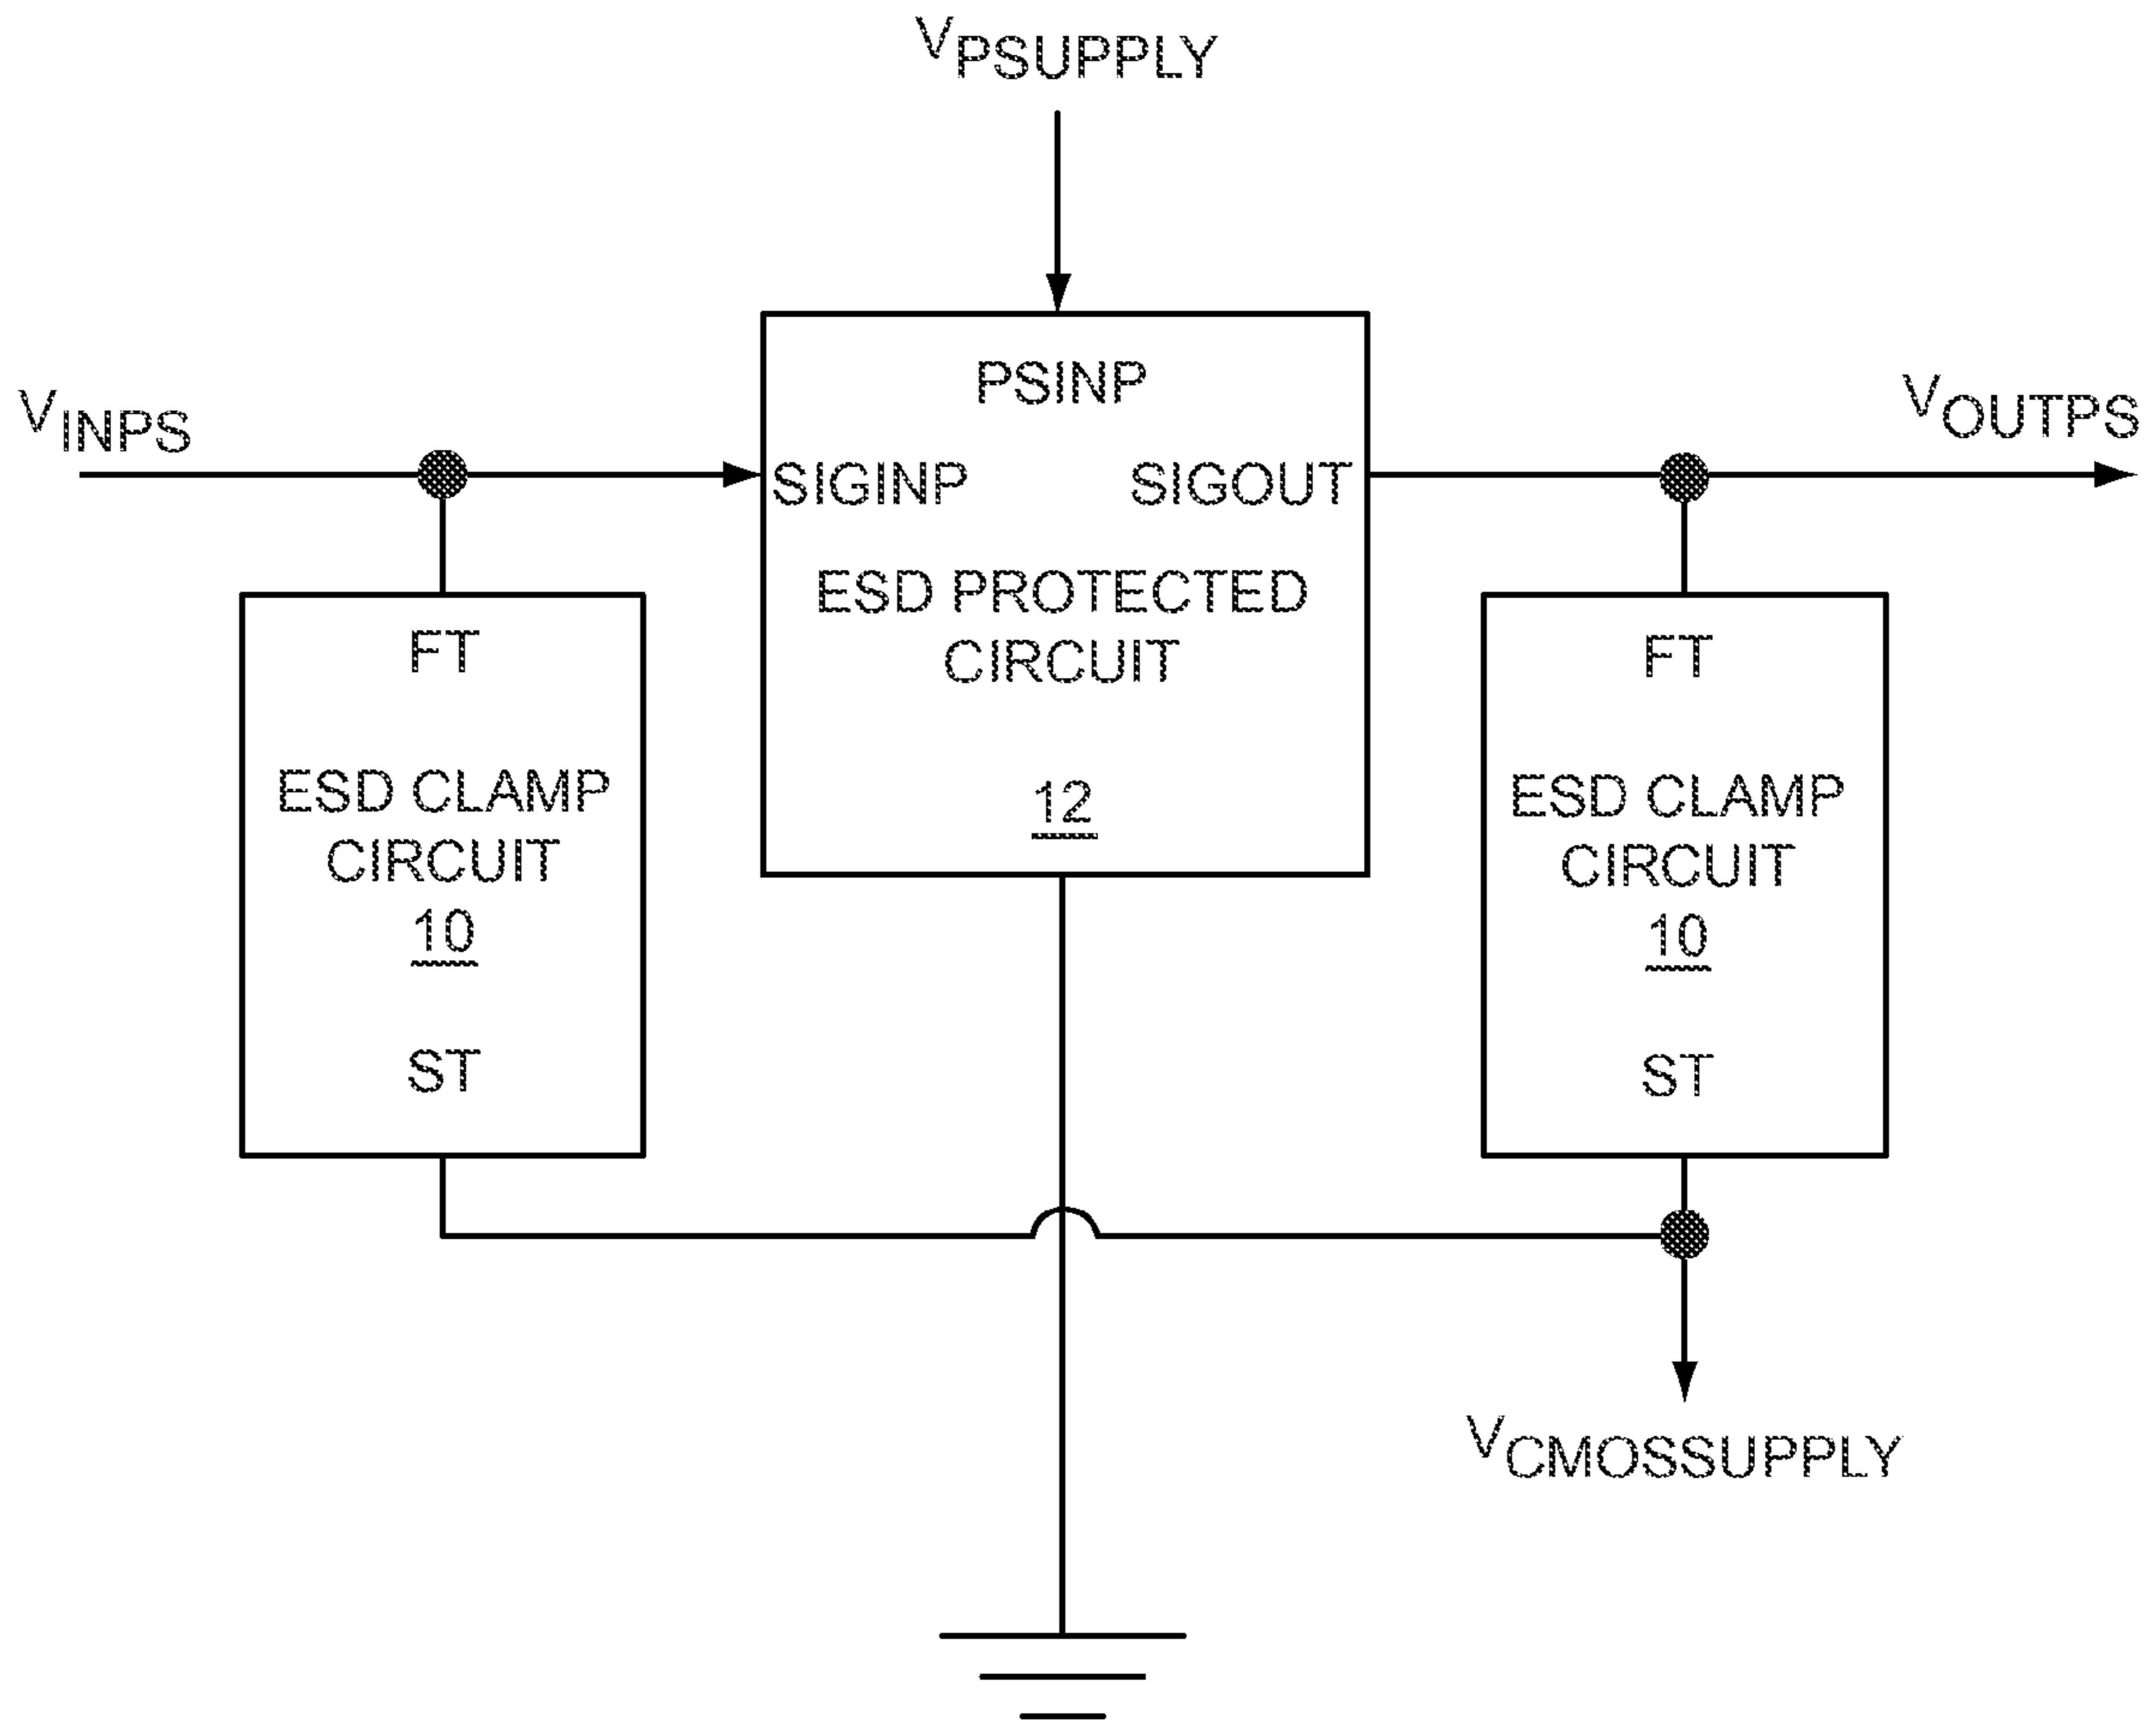 VPSUPPLY
VINPS
PSINP
VOUTPS
SIGINP SIGOUT
ESD PROTECTED
CIRCUIT
12
FT
ESD CLAMP
CIRCUIT
10
ST
FT
ESD CLAMP
CIRCUIT
10
ST
VCMOSSUPPLY